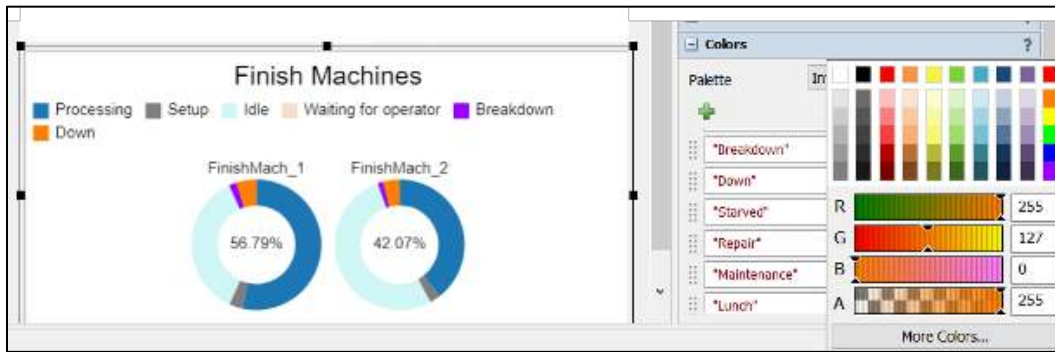 Finish Machines
Processing Setup Idle Waiting for operator Breakdown
Down
FinishMach_1 FinishMach_2
56.79% 42.07%
Colors ?
Palette
"Breakdown"
"Down"
"Starved"
"Repair"
"Maintenance"
"Lunch"
R 255
G 127
B 0
A 255
More Colors...